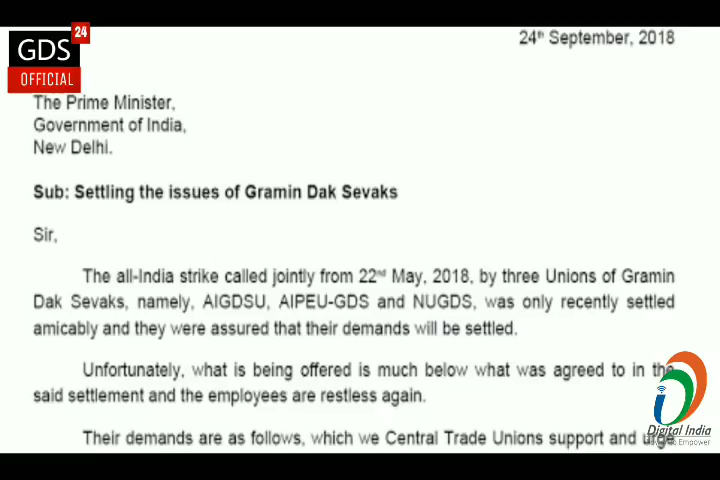 24
GDS
OFFICIAL
24th September, 2018
The Prime Minister,
Government of India,
New Delhi.
Sub: Settling the issues of Gramin Dak Sevaks
Sir,
The all-India strike called jointly from 22nd May, 2018, by three Unions of Gramin
Dak Sevaks, namely, AIGDSU, AIPEU-GDS and NUGDS, was only recently settled
amicably and they were assured that their demands will be settled.
Unfortunately, what is being offered is much below what was agreed to in the
said settlement and the employees are restless again.
Their demands are as follows, which we Central Trade Unions support and urge
Digital India
Power To Empower